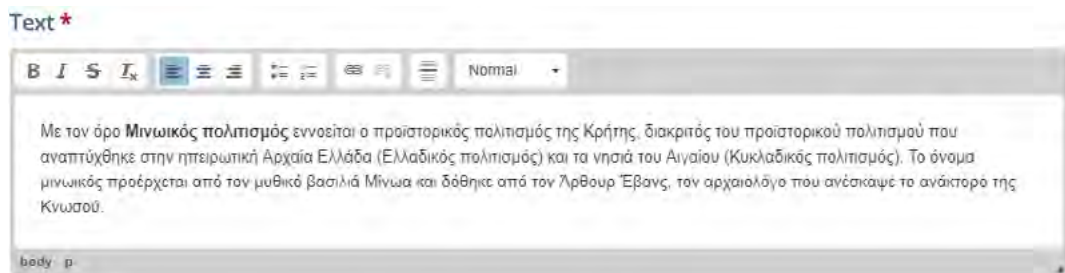 Text *
B I S Tx Normal
Με τον όρο Μινωικός πολιτισμός εννοείται ο προϊστορικός πολιτισμός της Κρήτης, διακριτός του προϊστορικού πολιτισμού που
αναπτύχθηκε στην ηπειρωτική Αρχαία Ελλάδα (Ελλαδικός πολιτισμός) και τα νησιά του Αιγαίου (Κυκλαδικός πολιτισμός). Το όνομα
μινωικός προέρχεται από τον μυθικό βασιλιά Μίνωα και δόθηκε από τον Άρθουρ Έβανς, τον αρχαιολόγο που ανέσκαψε το ανάκτορο της
Κνωσού.
body p